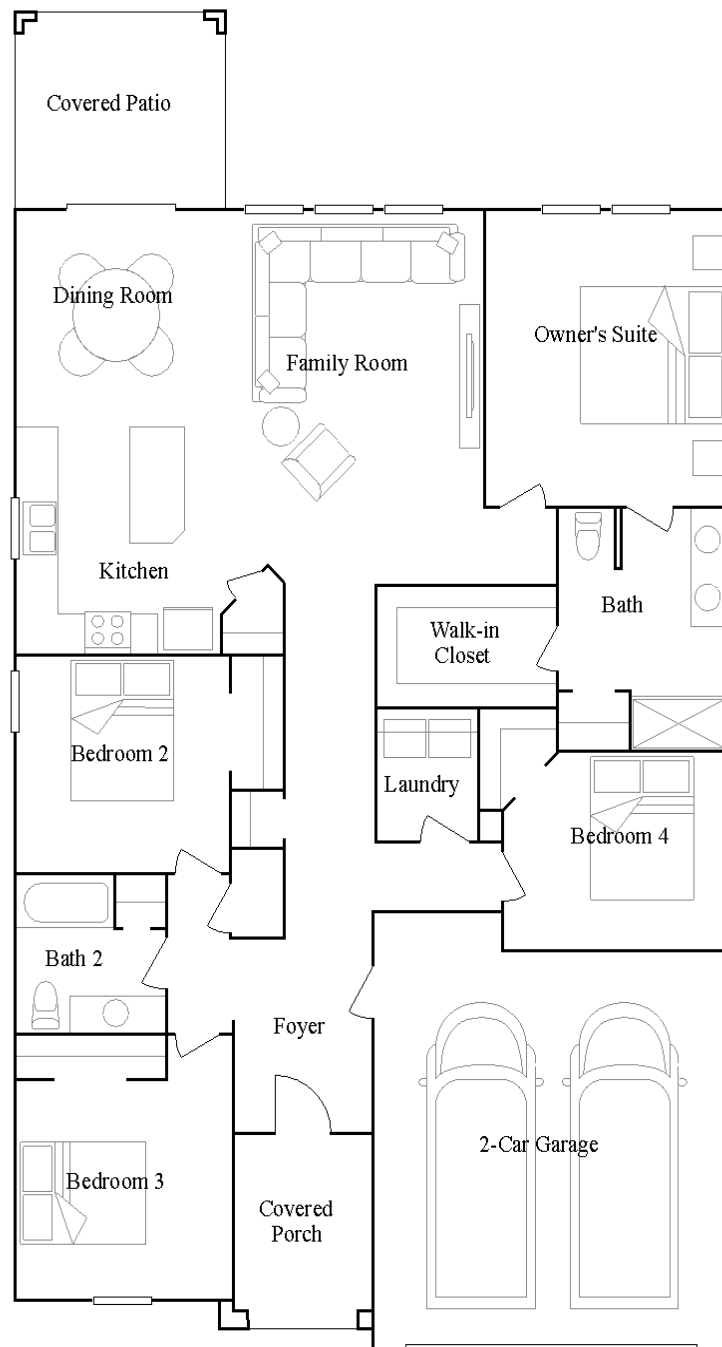 Covered Patio
Dining Room
Family Room
Owner's Suite
Kitchen
Bath
Walk-in
Closet
Bedroom 2
Laundry
Bedroom 4
Bath 2
Foyer
2-Car Garage
Bedroom 3
Covered
Porch